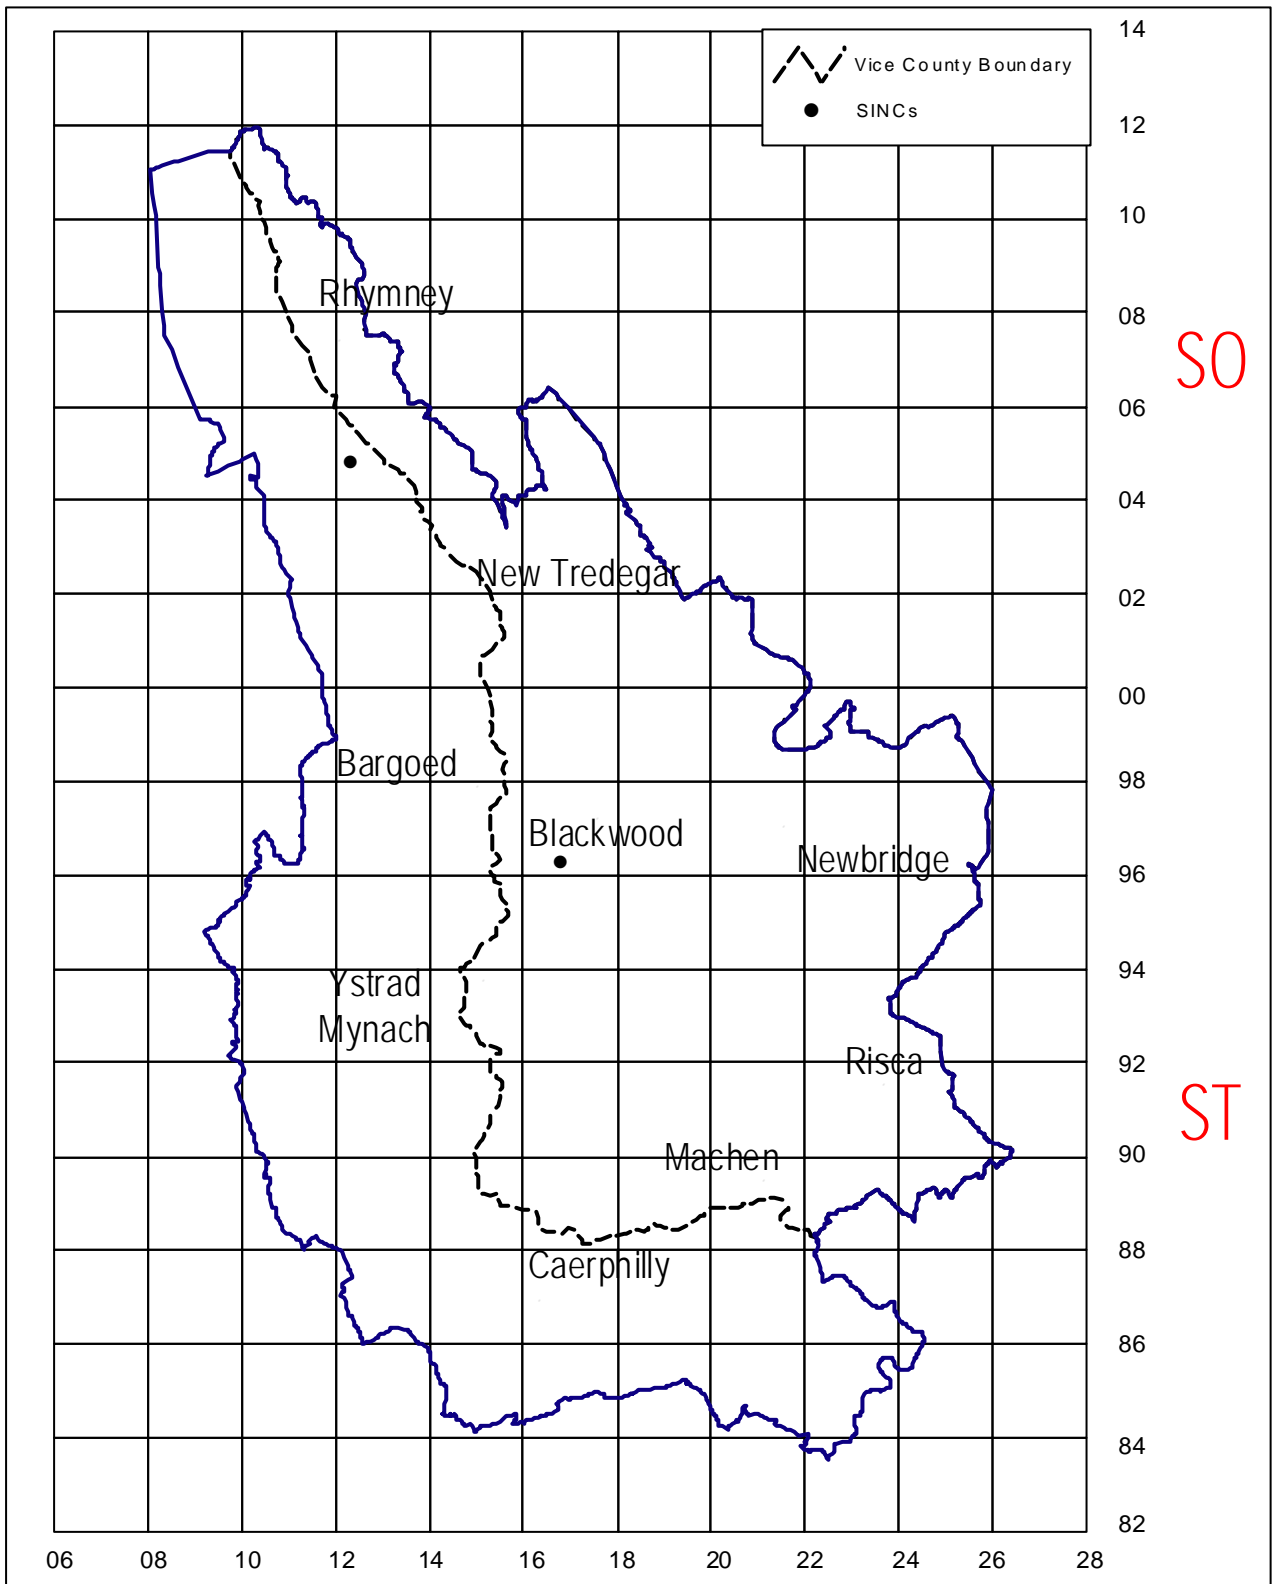 14
Vice County Boundary
SINCs
12
10
Rhymney
08
SO
06
04
New Tredegar
02
00
Bargoed
98
Blackwood
Newbridge
96
Ystrad
Mynach
94
Risca
92
ST
Machen
90
Caerphilly
88
86
84
82
06 08 10 12 14 16 18 20 22 24 26 28